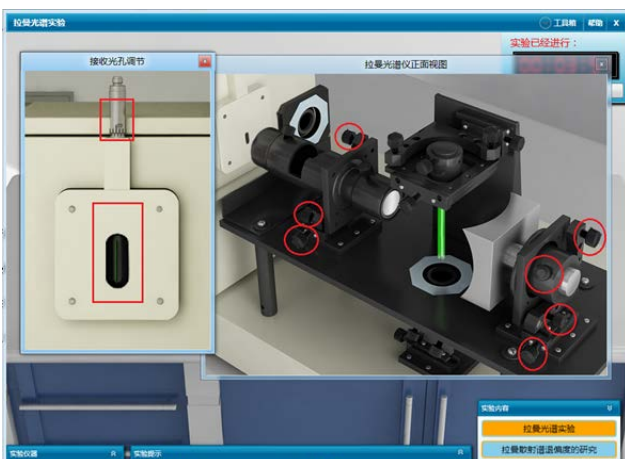 拉曼光谱实验
工具箱 帮助 x
实验已经进行：
接收光孔调节
拉曼光谱仪正面视图
实验内容
拉曼光谱实验
拉曼散射谱退偏度的研究
实验仪器
实验提示